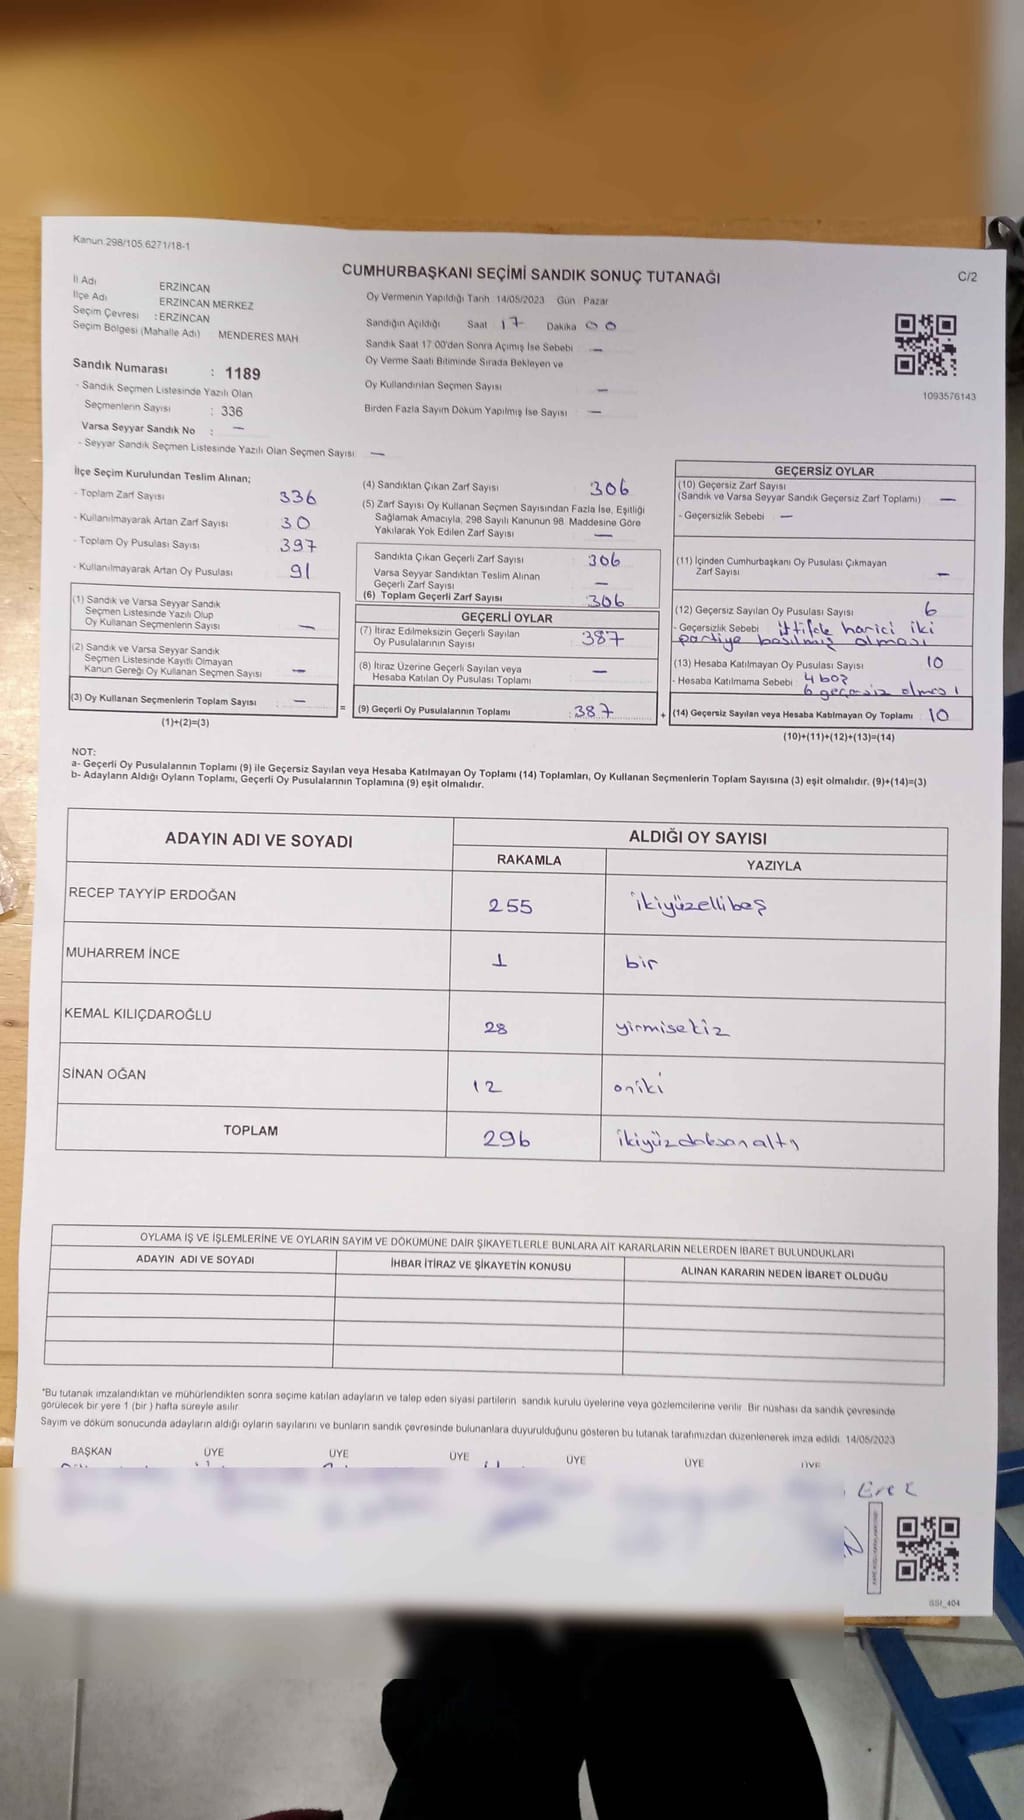 Kanun:298/105.6271/18-1
CUMHURBAŞKANI SEÇİMİ SANDIK SONUÇ TUTANAĞI
C/2
İl Adı ERZİNCAN
İlçe Adı ERZİNCAN MERKEZ
Seçim Çevresi : ERZİNCAN
Seçim Bölgesi (Mahalle Adı) MENDERES MAH
Sandık Numarası : 1189
- Sandık Seçmen Listesinde Yazılı Olan
Seçmenlerin Sayısı : 336
Varsa Seyyar Sandık No : —
- Seyyar Sandık Seçmen Listesinde Yazılı Olan Seçmen Sayısı —
Oy Vermenin Yapıldığı Tarih 14/05/2023 Gün Pazar
Sandığın Açıldığı Saat 17 Dakika 00
Sandık Saat 17:00'den Sonra Açımış İse Sebebi —
Oy Verme Saati Bitiminde Sırada Bekleyen ve
Oy Kullandırılan Seçmen Sayısı —
Birden Fazla Sayım Döküm Yapılmış İse Sayısı —
1093576143
İlçe Seçim Kurulundan Teslim Alınan;
- Toplam Zarf Sayısı 336
- Kullanılmayarak Artan Zarf Sayısı 30
- Toplam Oy Pusulası Sayısı 397
- Kullanılmayarak Artan Oy Pusulası 91
(1) Sandık ve Varsa Seyyar Sandık
Seçmen Listesinde Yazılı Olup
Oy Kullanan Seçmenlerin Sayısı —
(2) Sandık ve Varsa Seyyar Sandık
Seçmen Listesinde Kayıtlı Olmayan
Kanun Gereği Oy Kullanan Seçmen Sayısı —
(3) Oy Kullanan Seçmenlerin Toplam Sayısı —
(1)+(2)=(3)
=
(4) Sandıktan Çıkan Zarf Sayısı 306
(5) Zarf Sayısı Oy Kullanan Seçmen Sayısından Fazla İse, Eşitliği
Sağlamak Amacıyla, 298 Sayılı Kanunun 98. Maddesine Göre
Yakılarak Yok Edilen Zarf Sayısı —
Sandıkta Çıkan Geçerli Zarf Sayısı 306
Varsa Seyyar Sandıktan Teslim Alınan
Geçerli Zarf Sayısı —
(6) Toplam Geçerli Zarf Sayısı 306
GEÇERLİ OYLAR
(7) İtiraz Edilmeksizin Geçerli Sayılan
Oy Pusulalarının Sayısı 387
(8) İtiraz Üzerine Geçerli Sayılan veya
Hesaba Katılan Oy Pusulası Toplamı —
(9) Geçerli Oy Pusulalarının Toplamı : 387
+
GEÇERSİZ OYLAR
(10) Geçersiz Zarf Sayısı
(Sandık ve Varsa Seyyar Sandık Geçersiz Zarf Toplamı) —
- Geçersizlik Sebebi —
(11) İçinden Cumhurbaşkanı Oy Pusulası Çıkmayan
Zarf Sayısı —
(12) Geçersiz Sayılan Oy Pusulası Sayısı 6
- Geçersizlik Sebebi ittifak harici iki
partiye basılmış olması
(13) Hesaba Katılmayan Oy Pusulası Sayısı 10
- Hesaba Katılmama Sebebi 4 boş
6 geçersiz olması
(14) Geçersiz Sayılan veya Hesaba Katılmayan Oy Toplamı 10
(10)+(11)+(12)+(13)=(14)
NOT:
a- Geçerli Oy Pusulalarının Toplamı (9) ile Geçersiz Sayılan veya Hesaba Katılmayan Oy Toplamı (14) Toplamları, Oy Kullanan Seçmenlerin Toplam Sayısına (3) eşit olmalıdır. (9)+(14)=(3)
b- Adayların Aldığı Oyların Toplamı, Geçerli Oy Pusulalarının Toplamına (9) eşit olmalıdır.
ADAYIN ADI VE SOYADI ALDIĞI OY SAYISI
RAKAMLA YAZIYLA
RECEP TAYYİP ERDOĞAN 255 ikiyüzellibeş
MUHARREM İNCE 1 bir
KEMAL KILIÇDAROĞLU 28 yirmisekiz
SİNAN OĞAN 12 oniki
TOPLAM 296 ikiyüzdoksanaltı
OYLAMA İŞ VE İŞLEMLERİNE VE OYLARIN SAYIM VE DÖKÜMÜNE DAİR ŞİKAYETLERLE BUNLARA AİT KARARLARIN NELERDEN İBARET BULUNDUKLARI
ADAYIN ADI VE SOYADI İHBAR İTİRAZ VE ŞİKAYETİN KONUSU ALINAN KARARIN NEDEN İBARET OLDUĞU
*Bu tutanak imzalandıktan ve mühürlendikten sonra seçime katılan adayların ve talep eden siyasi partilerin sandık kurulu üyelerine veya gözlemcilerine verilir. Bir nüshası da sandık çevresinde
görülecek bir yere 1 (bir ) hafta süreyle asılır
Sayım ve döküm sonucunda adayların aldığı oyların sayılarını ve bunların sandık çevresinde bulunanlara duyurulduğunu gösteren bu tutanak tarafımızdan düzenlenerek imza edildi. 14/05/2023
BAŞKAN ÜYE ÜYE ÜYE ÜYE ÜYE ÜYE